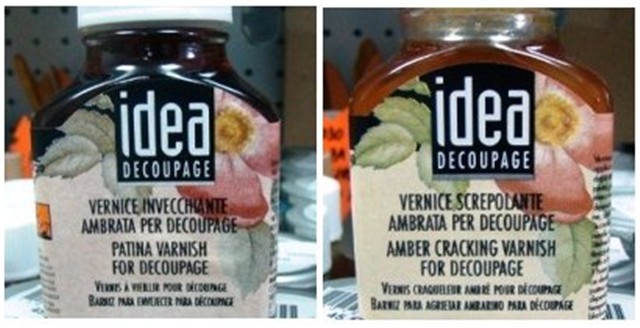 idea
DECOUPAGE
VERNICE INVECCHIANTE
AMBRATA PER DECOUPAGE
PATINA VARNISH
FOR DECOUPAGE
VERNIS À VIEILLIR POUR DÉCOUPAGE
BARNIZ PARA ENVEJECER PARA DÉCOUPAGE
idea
DECOUPAGE
VERNICE SCREPOLANTE
AMBRATA PER DECOUPAGE
AMBER CRACKING VARNISH
FOR DECOUPAGE
VERNIS CRAQUELEUR AMBRÉ POUR DÉCOUPAGE
BARNIZ PARA AGRIETAR AMBARINO PARA DÉCOUPAGE